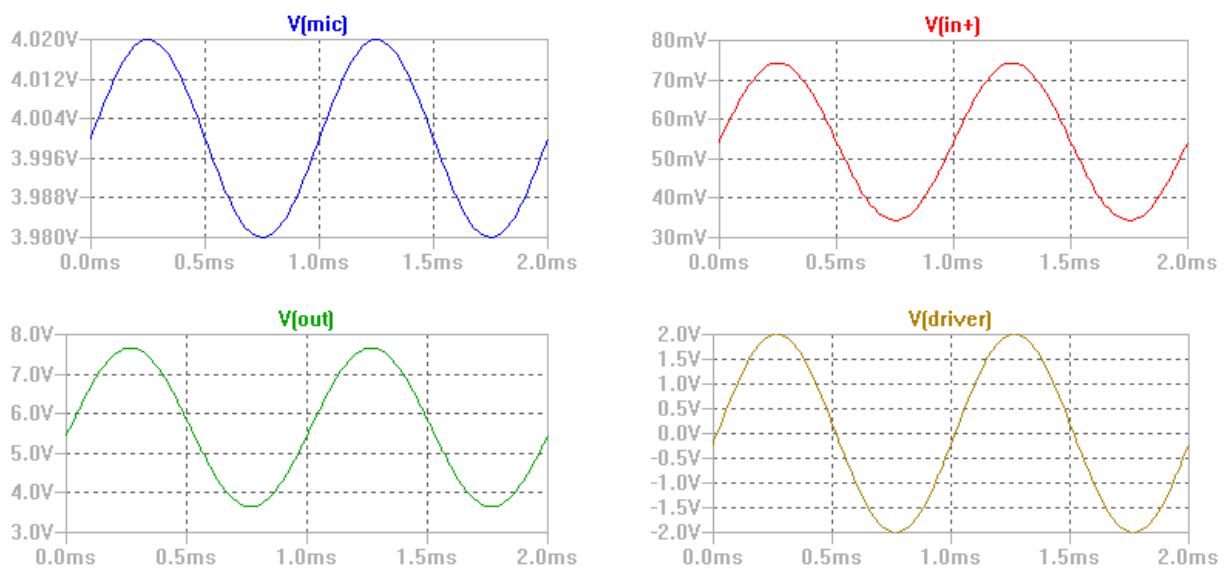 V(mic)
4.020V
4.012V
4.004V
3.996V
3.988V
3.980V
0.0ms 0.5ms 1.0ms 1.5ms 2.0ms
V(in+)
80mV
70mV
60mV
50mV
40mV
30mV
0.0ms 0.5ms 1.0ms 1.5ms 2.0ms
V(out)
8.0V
7.0V
6.0V
5.0V
4.0V
3.0V
0.0ms 0.5ms 1.0ms 1.5ms 2.0ms
V(driver)
2.0V
1.5V
1.0V
0.5V
0.0V
-0.5V
-1.0V
-1.5V
-2.0V
0.0ms 0.5ms 1.0ms 1.5ms 2.0ms